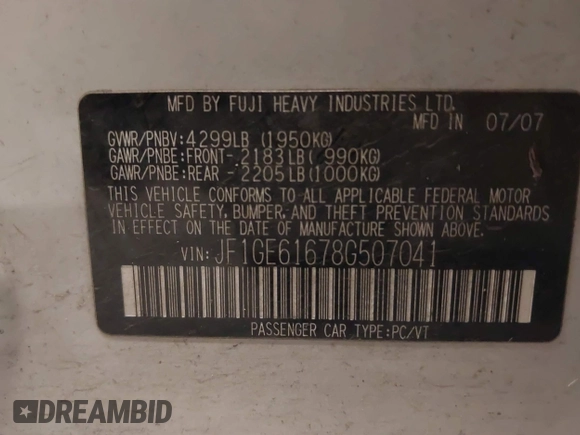 MFD BY FUJI HEAVY INDUSTRIES LTD.
MFD IN 07/07
GVWR/PNBV:4299LB (1950KG)
GAWR/PNBE:FRONT-.2183LB( 990KG)
GAWR/PNBE:REAR -2205LB(1000KG)
THIS VEHICLE CONFORMS TO ALL APPLICABLE FEDERAL MOTOR
VEHICLE SAFETY, BUMPER, AND THEFT PREVENTION STANDARDS
IN EFFECT ON THE DATE OF MANUFACTURE SHOWN ABOVE.
VIN: JF1GE61678G507041
PASSENGER CAR TYPE:PC/VT
DREAMBID